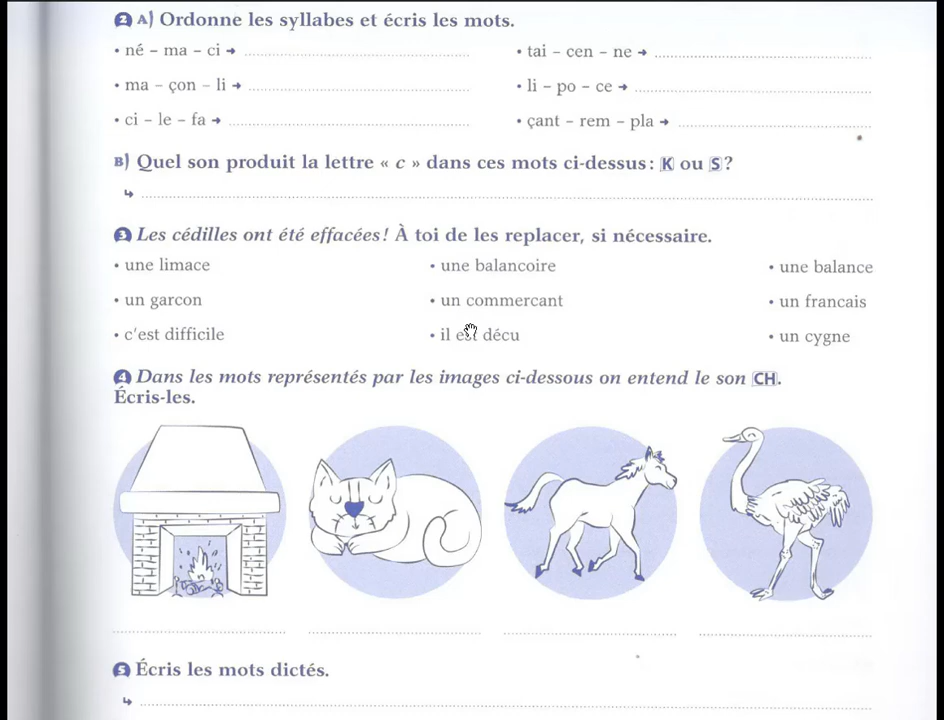 2 A) Ordonne les syllabes et écris les mots.
• né – ma – ci → • tai – cen – ne →
• ma – çon – li → • li – po – ce →
• ci – le – fa → • çant – rem – pla →
B) Quel son produit la lettre « c » dans ces mots ci-dessus : K ou S ?
3 Les cédilles ont été effacées ! À toi de les replacer, si nécessaire.
• une limace • une balancoire • une balance
• un garcon • un commercant • un francais
• c'est difficile • il est décu • un cygne
4 Dans les mots représentés par les images ci-dessous on entend le son CH.
Écris-les.
5 Écris les mots dictés.